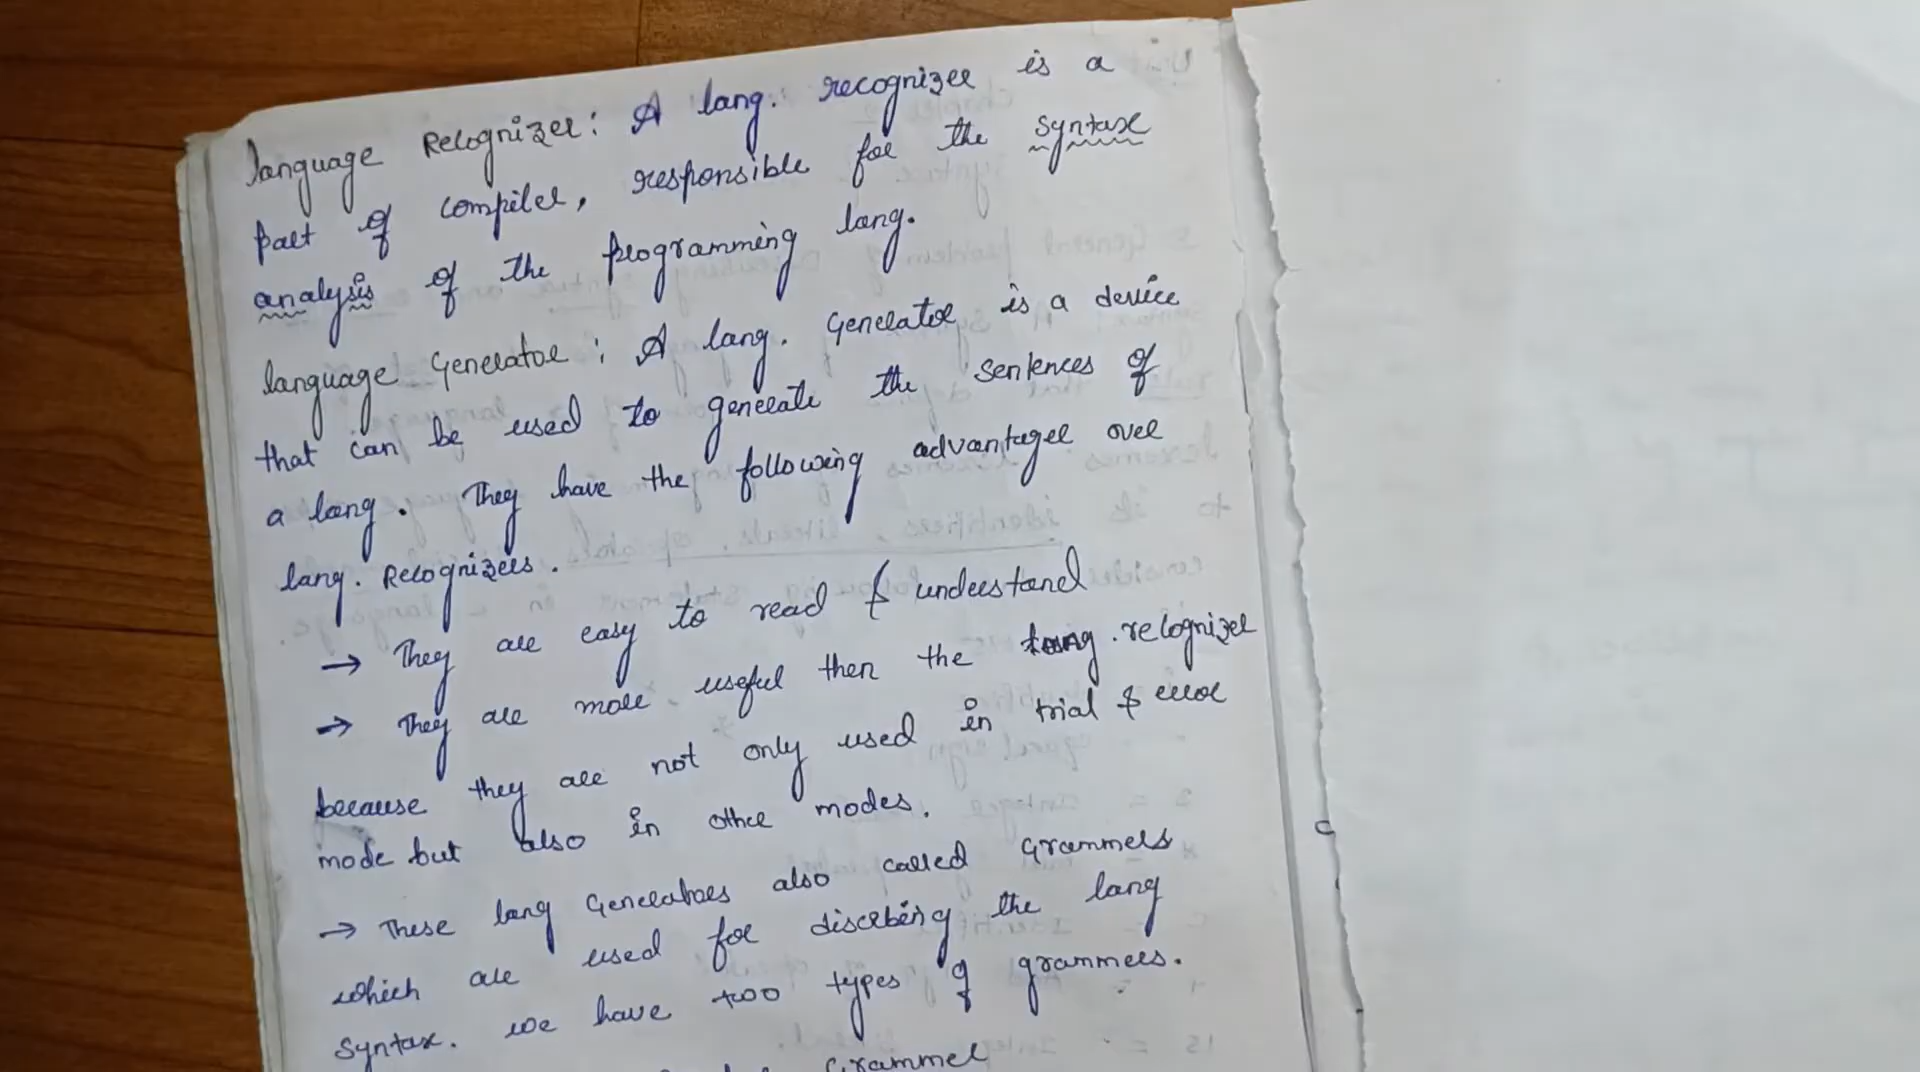 language Recognizer: A lang. recognizer is a
part of compiler, responsible for the syntax
analysis of the programming lang.
language Generator: A lang. Generator is a device
that can be used to generate the sentences of
a lang. They have the following advantager over
lang. Recognizers.
→ They are easy to read & understand
→ They are more useful then the lang. recognizer
because they are not only used in trial & error
mode but also in other modes.
→ These lang Generators also called Grammers
which are used for discrbing the lang
syntax. we have two types of grammers.
Grammer